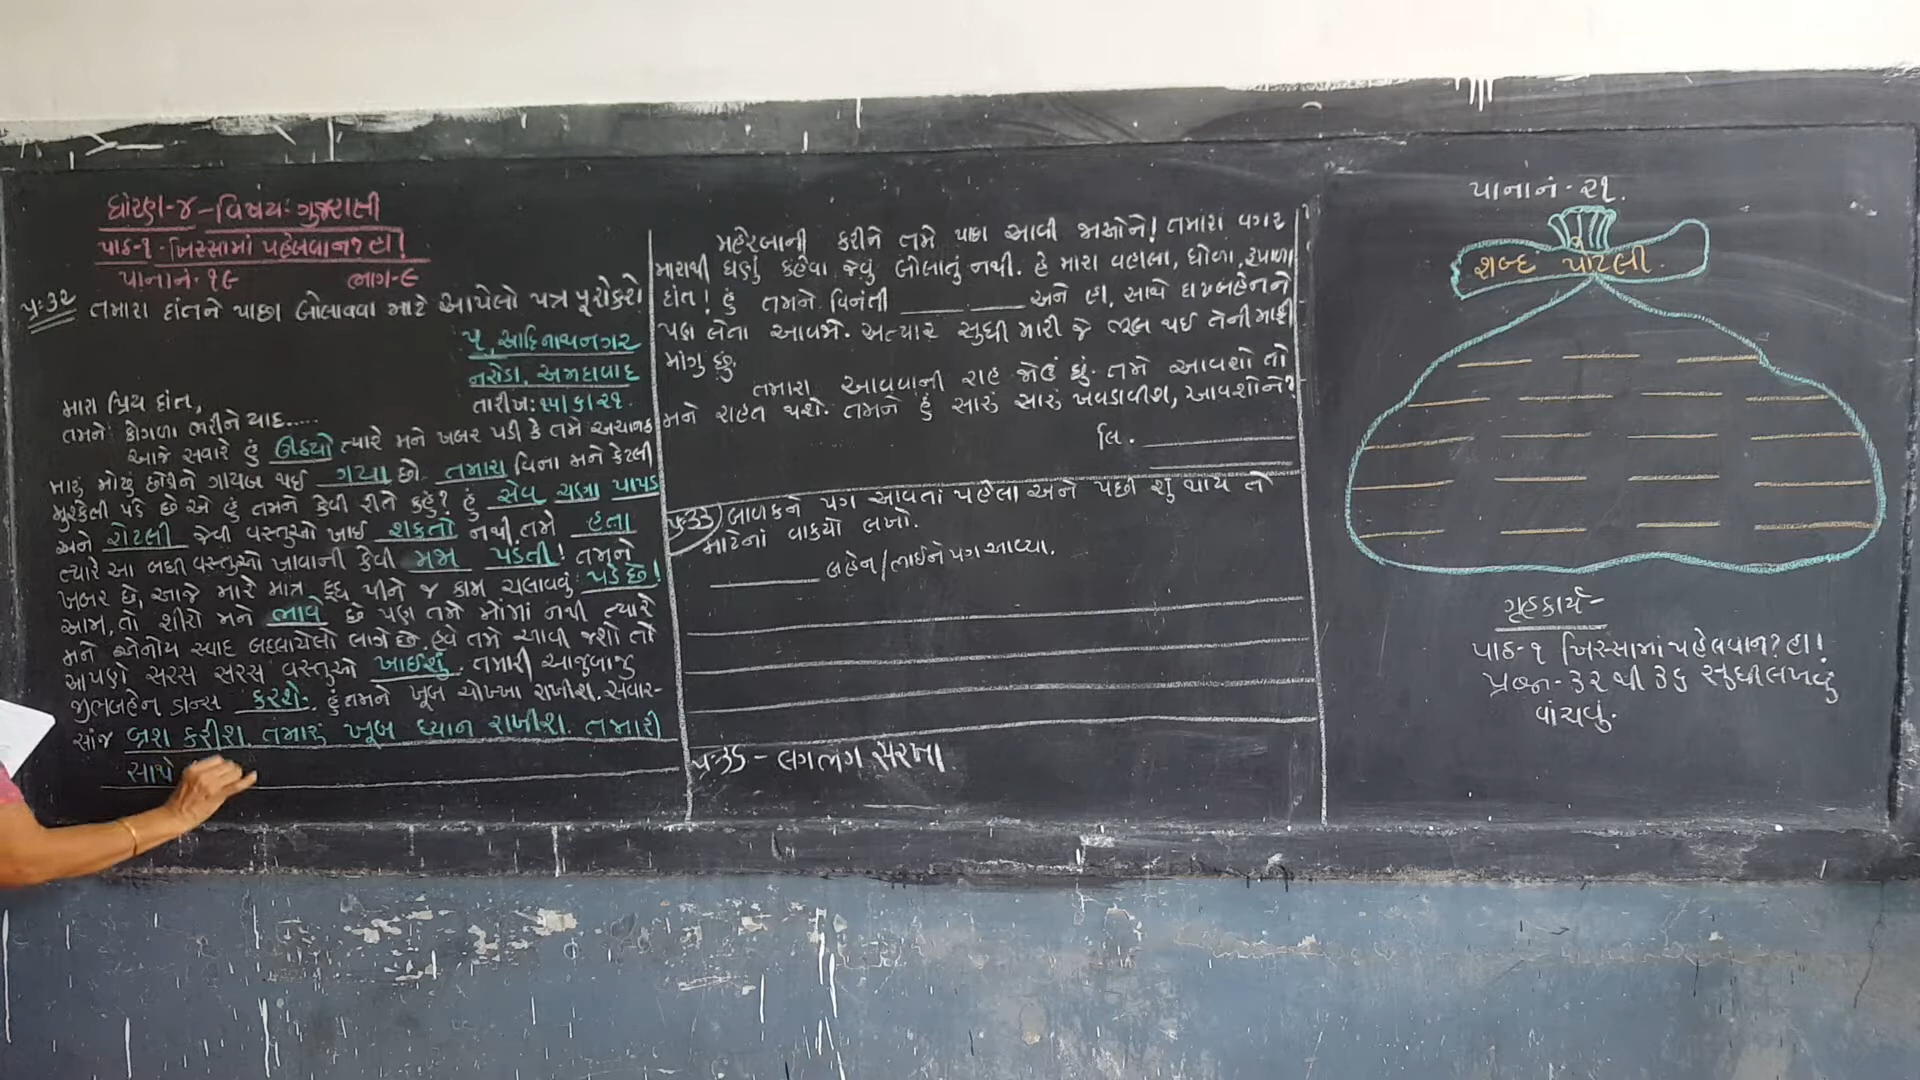 ધોરણ-૪ - વિષય: ગુજરાતી
પાઠ-૧ ખિસ્સામાં પહેલવાન? હા!
પાના નં-૧૯ ભાગ-૯
પ્ર:૩૨ તમારા દાંતને પાછા બોલાવવા માટે આપેલો પત્ર પૂરો કરો
૫, આદિનાથનગર
નરોડા, અમદાવાદ
તારીખ:
મારા પ્રિય દાંત,
તમને કોગળા ભરીને યાદ.....
આજે સવારે હું ઊઠયો ત્યારે મને ખબર પડી કે તમે અચાનક
મારું મોઢું છોડીને ગાયબ થઈ ગયા છો. તમારા વિના મને કેટલી
મુશ્કેલી પડે છે એ હું તમને કેવી રીતે કહું? હું સેવ, ચણા પાપડ
અને રોટલી જેવી વસ્તુઓ ખાઈ શકતો નથી. તમે હતા
ત્યારે આ બધી વસ્તુઓ ખાવાની કેવી મજા પડતી! તમને
ખબર છે, આજે મારે માત્ર દૂધ પીને જ કામ ચલાવવું પડે છે!
આમ, તો શીરો મને ભાવે છે પણ તમે મોંમાં નથી ત્યારે
મને એનોય સ્વાદ બદલાયેલો લાગે છે હવે તમે આવી જશો તો
આપણે સરસ સરસ વસ્તુઓ ખાઈશું. તમારી આજુબાજુ
જીભબહેન ડાન્સ કરશે. હું તમને ખૂબ ચોખ્ખા રાખીશ. સવાર-
સાંજ બ્રશ કરીશ. તમારું ખૂબ ધ્યાન રાખીશ. તમારી
સાથે
મહેરબાની કરીને તમે પાછા આવી જાઓને! તમારા વગર
મારાથી ઘણું કહેવા જેવું બોલાતું નથી. હે મારા વહાલા, ધોળા, રૂપાળા
દાંત! હું તમને વિનંતી ______ ______ અને હા, સાથે દાઢબહેનને
પણ લેતા આવજો. અત્યાર સુધી મારી જે ભૂલ થઈ તેની માફી
માંગુ છું.
તમારા આવવાની રાહ જોઉં છું. તમે આવશો તો
મને રાહત થશે. તમને હું સારું સારું ખવડાવીશ, આવશોને?
લિ. ____________
પ્ર:૩૩ બાળકને પગ આવતાં પહેલા અને પછી શું થાય તે
માટેનાં વાક્યો લખો.
________ બહેન/ભાઈને પગ આવ્યા.
પ્ર:૩૬ - લગભગ સરખા
પાના નં - ૨૧.
શબ્દ પોટલી
ગૃહકાર્ય-
પાઠ-૧ ખિસ્સામાં પહેલવાન? હા!
પ્રશ્ન-૩૨ થી ૩૬ સુધી લખવું
વાંચવું.